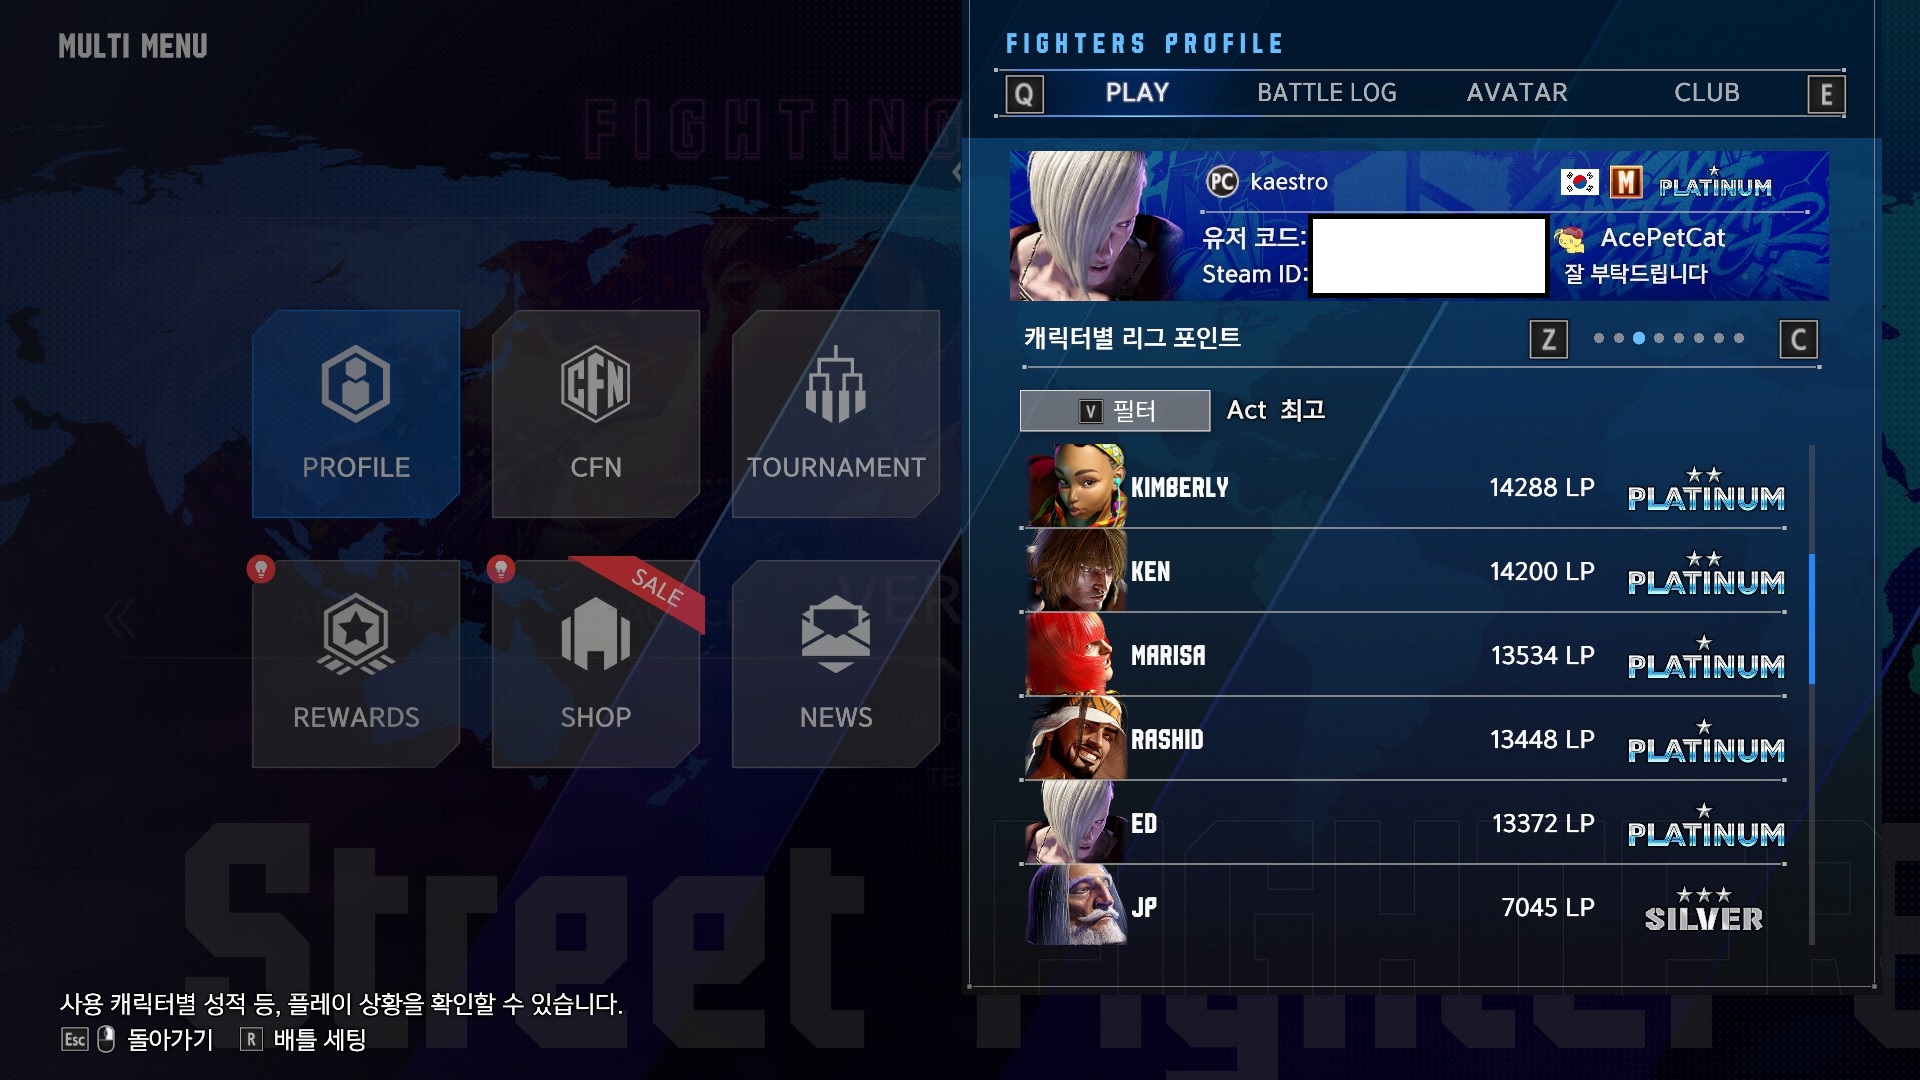 MULTI MENU
FIGHTING
PROFILE
CFN
CFN
TOURNAMENT
REWARDS
SALE
SHOP
NEWS
Street Fighter
사용 캐릭터별 성적 등, 플레이 상황을 확인할 수 있습니다.
Esc 돌아가기 R 배틀 세팅
FIGHTERS PROFILE
Q PLAY BATTLE LOG AVATAR CLUB E
PC kaestro M PLATINUM
유저 코드: AcePetCat
Steam ID: 잘 부탁드립니다
캐릭터별 리그 포인트 Z C
V 필터 Act 최고
KIMBERLY 14288 LP PLATINUM
KEN 14200 LP PLATINUM
MARISA 13534 LP PLATINUM
RASHID 13448 LP PLATINUM
ED 13372 LP PLATINUM
JP 7045 LP SILVER